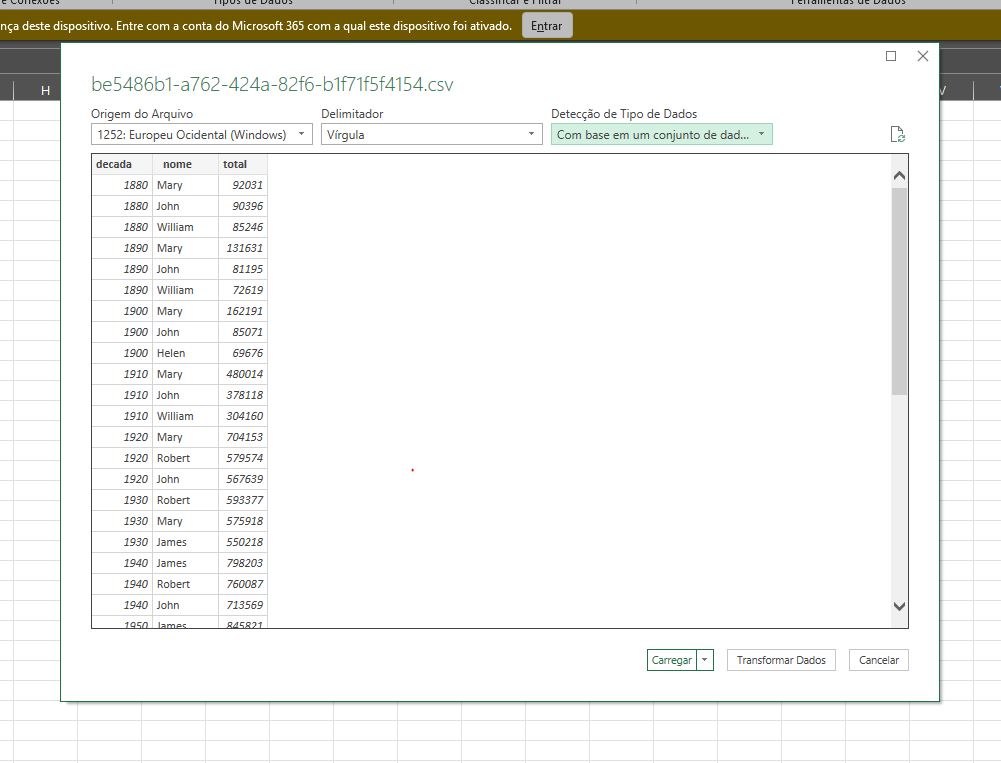 e Conexões Tipos de Dados Classificar e Filtrar Ferramentas de Dados
nça deste dispositivo. Entre com a conta do Microsoft 365 com a qual este dispositivo foi ativado. Entrar
H V
be5486b1-a762-424a-82f6-b1f71f5f4154.csv
Origem do Arquivo Delimitador Detecção de Tipo de Dados
1252: Europeu Ocidental (Windows) Vírgula Com base em um conjunto de dad...
decada nome total
1880 Mary 92031
1880 John 90396
1880 William 85246
1890 Mary 131631
1890 John 81195
1890 William 72619
1900 Mary 162191
1900 John 85071
1900 Helen 69676
1910 Mary 480014
1910 John 378118
1910 William 304160
1920 Mary 704153
1920 Robert 579574
1920 John 567639
1930 Robert 593377
1930 Mary 575918
1930 James 550218
1940 James 798203
1940 Robert 760087
1940 John 713569
1950 James 845821
Carregar Transformar Dados Cancelar